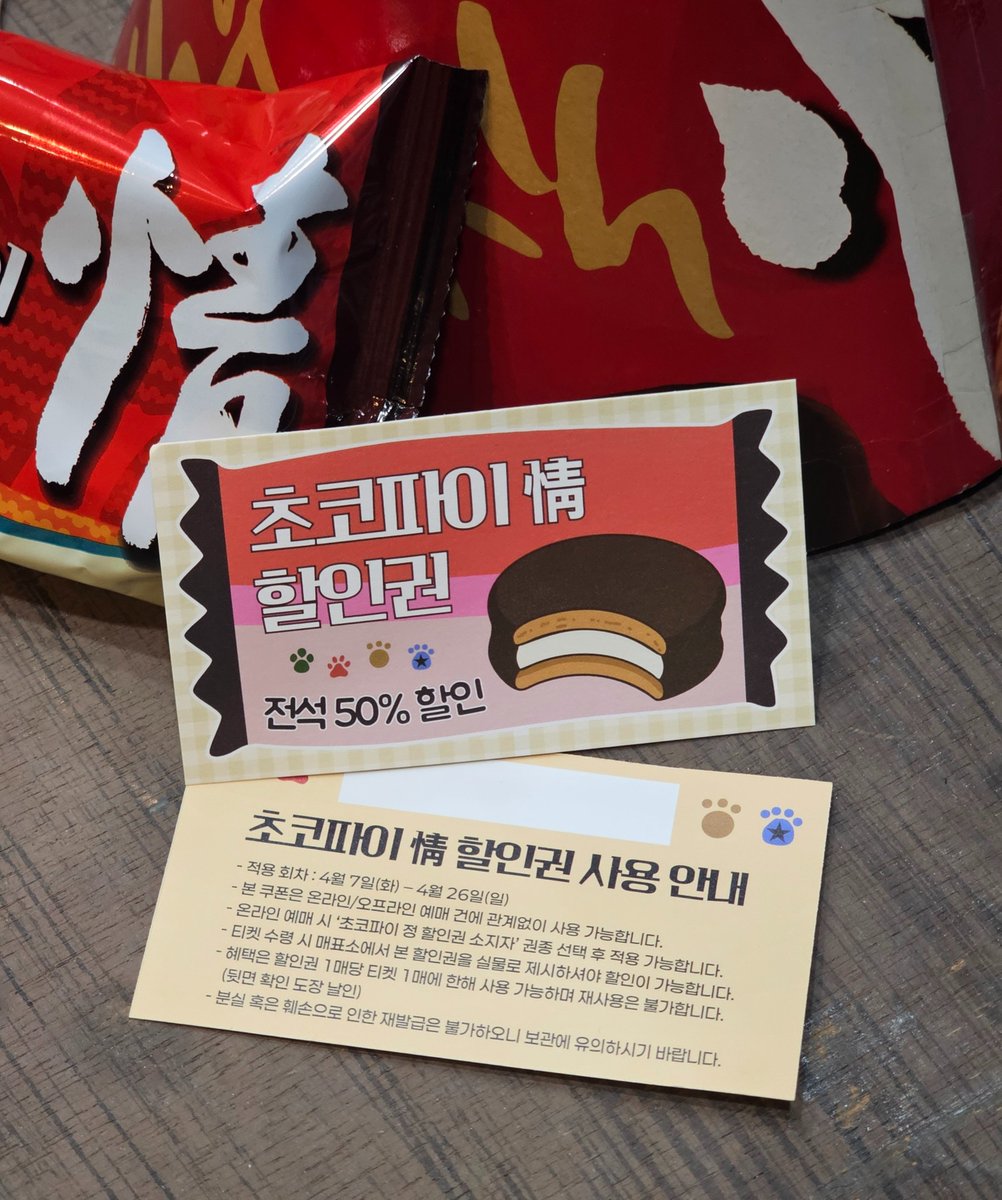 情
초코파이 情
할인권
전석 50% 할인
초코파이 情 할인권 사용 안내
- 적용 회차 : 4월 7일(화) – 4월 26일(일)
- 본 쿠폰은 온라인/오프라인 예매 건에 관계없이 사용 가능합니다.
- 온라인 예매 시 '초코파이 정 할인권 소지자' 권종 선택 후 적용 가능합니다.
- 티켓 수령 시 매표소에서 본 할인권을 실물로 제시하셔야 할인이 가능합니다.
- 혜택은 할인권 1매당 티켓 1매에 한해 사용 가능하며 재사용은 불가합니다.
(뒷면 확인 도장 날인)
- 분실 혹은 훼손으로 인한 재발급은 불가하오니 보관에 유의하시기 바랍니다.